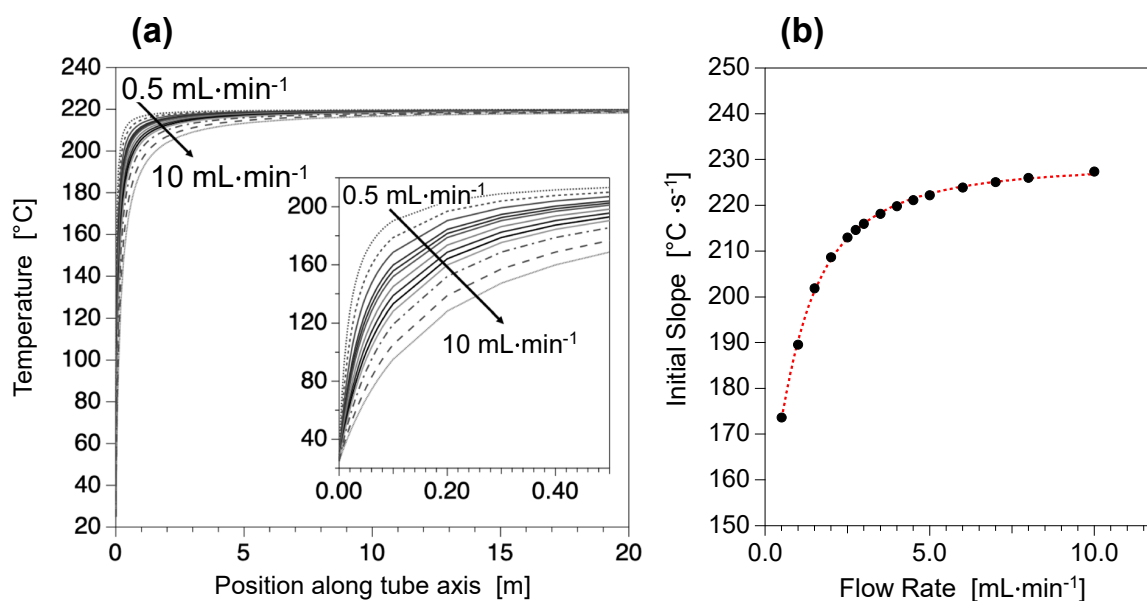 (a)
240
220
200
180
160
140
120
100
80
60
40
20
Temperature [°C]
0.5 mL·min⁻¹
10 mL·min⁻¹
200
160
120
80
40
0.5 mL·min⁻¹
10 mL·min⁻¹
0.00 0.20 0.40
0 5 10 15 20
Position along tube axis [m]
(b)
250
240
230
220
210
200
190
180
170
160
150
Initial Slope [°C ·s⁻¹]
0.0 5.0 10.0
Flow Rate [mL·min⁻¹]